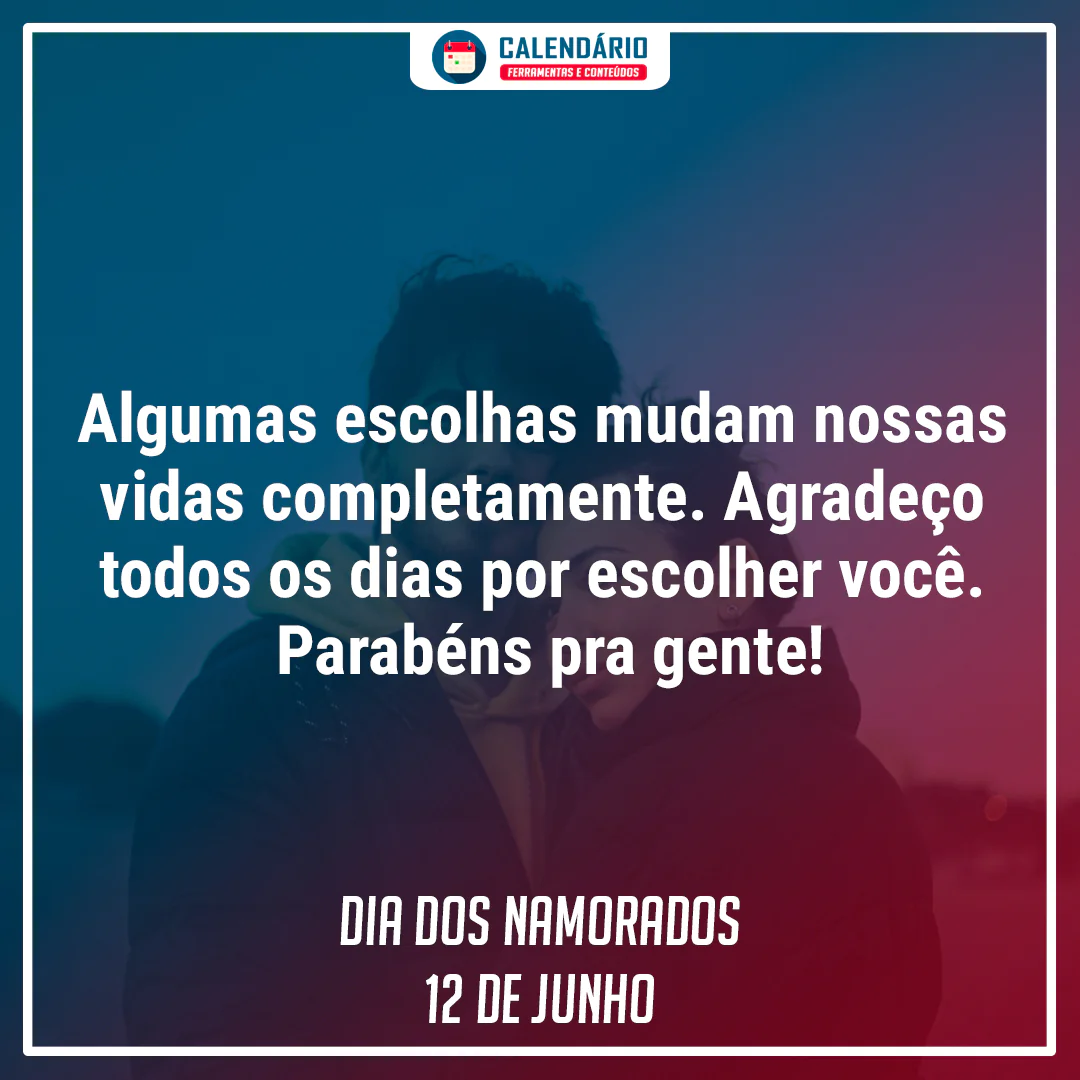 CALENDÁRIO
FERRAMENTAS E CONTEÚDOS
Algumas escolhas mudam nossas
vidas completamente. Agradeço
todos os dias por escolher você.
Parabéns pra gente!
DIA DOS NAMORADOS
12 DE JUNHO